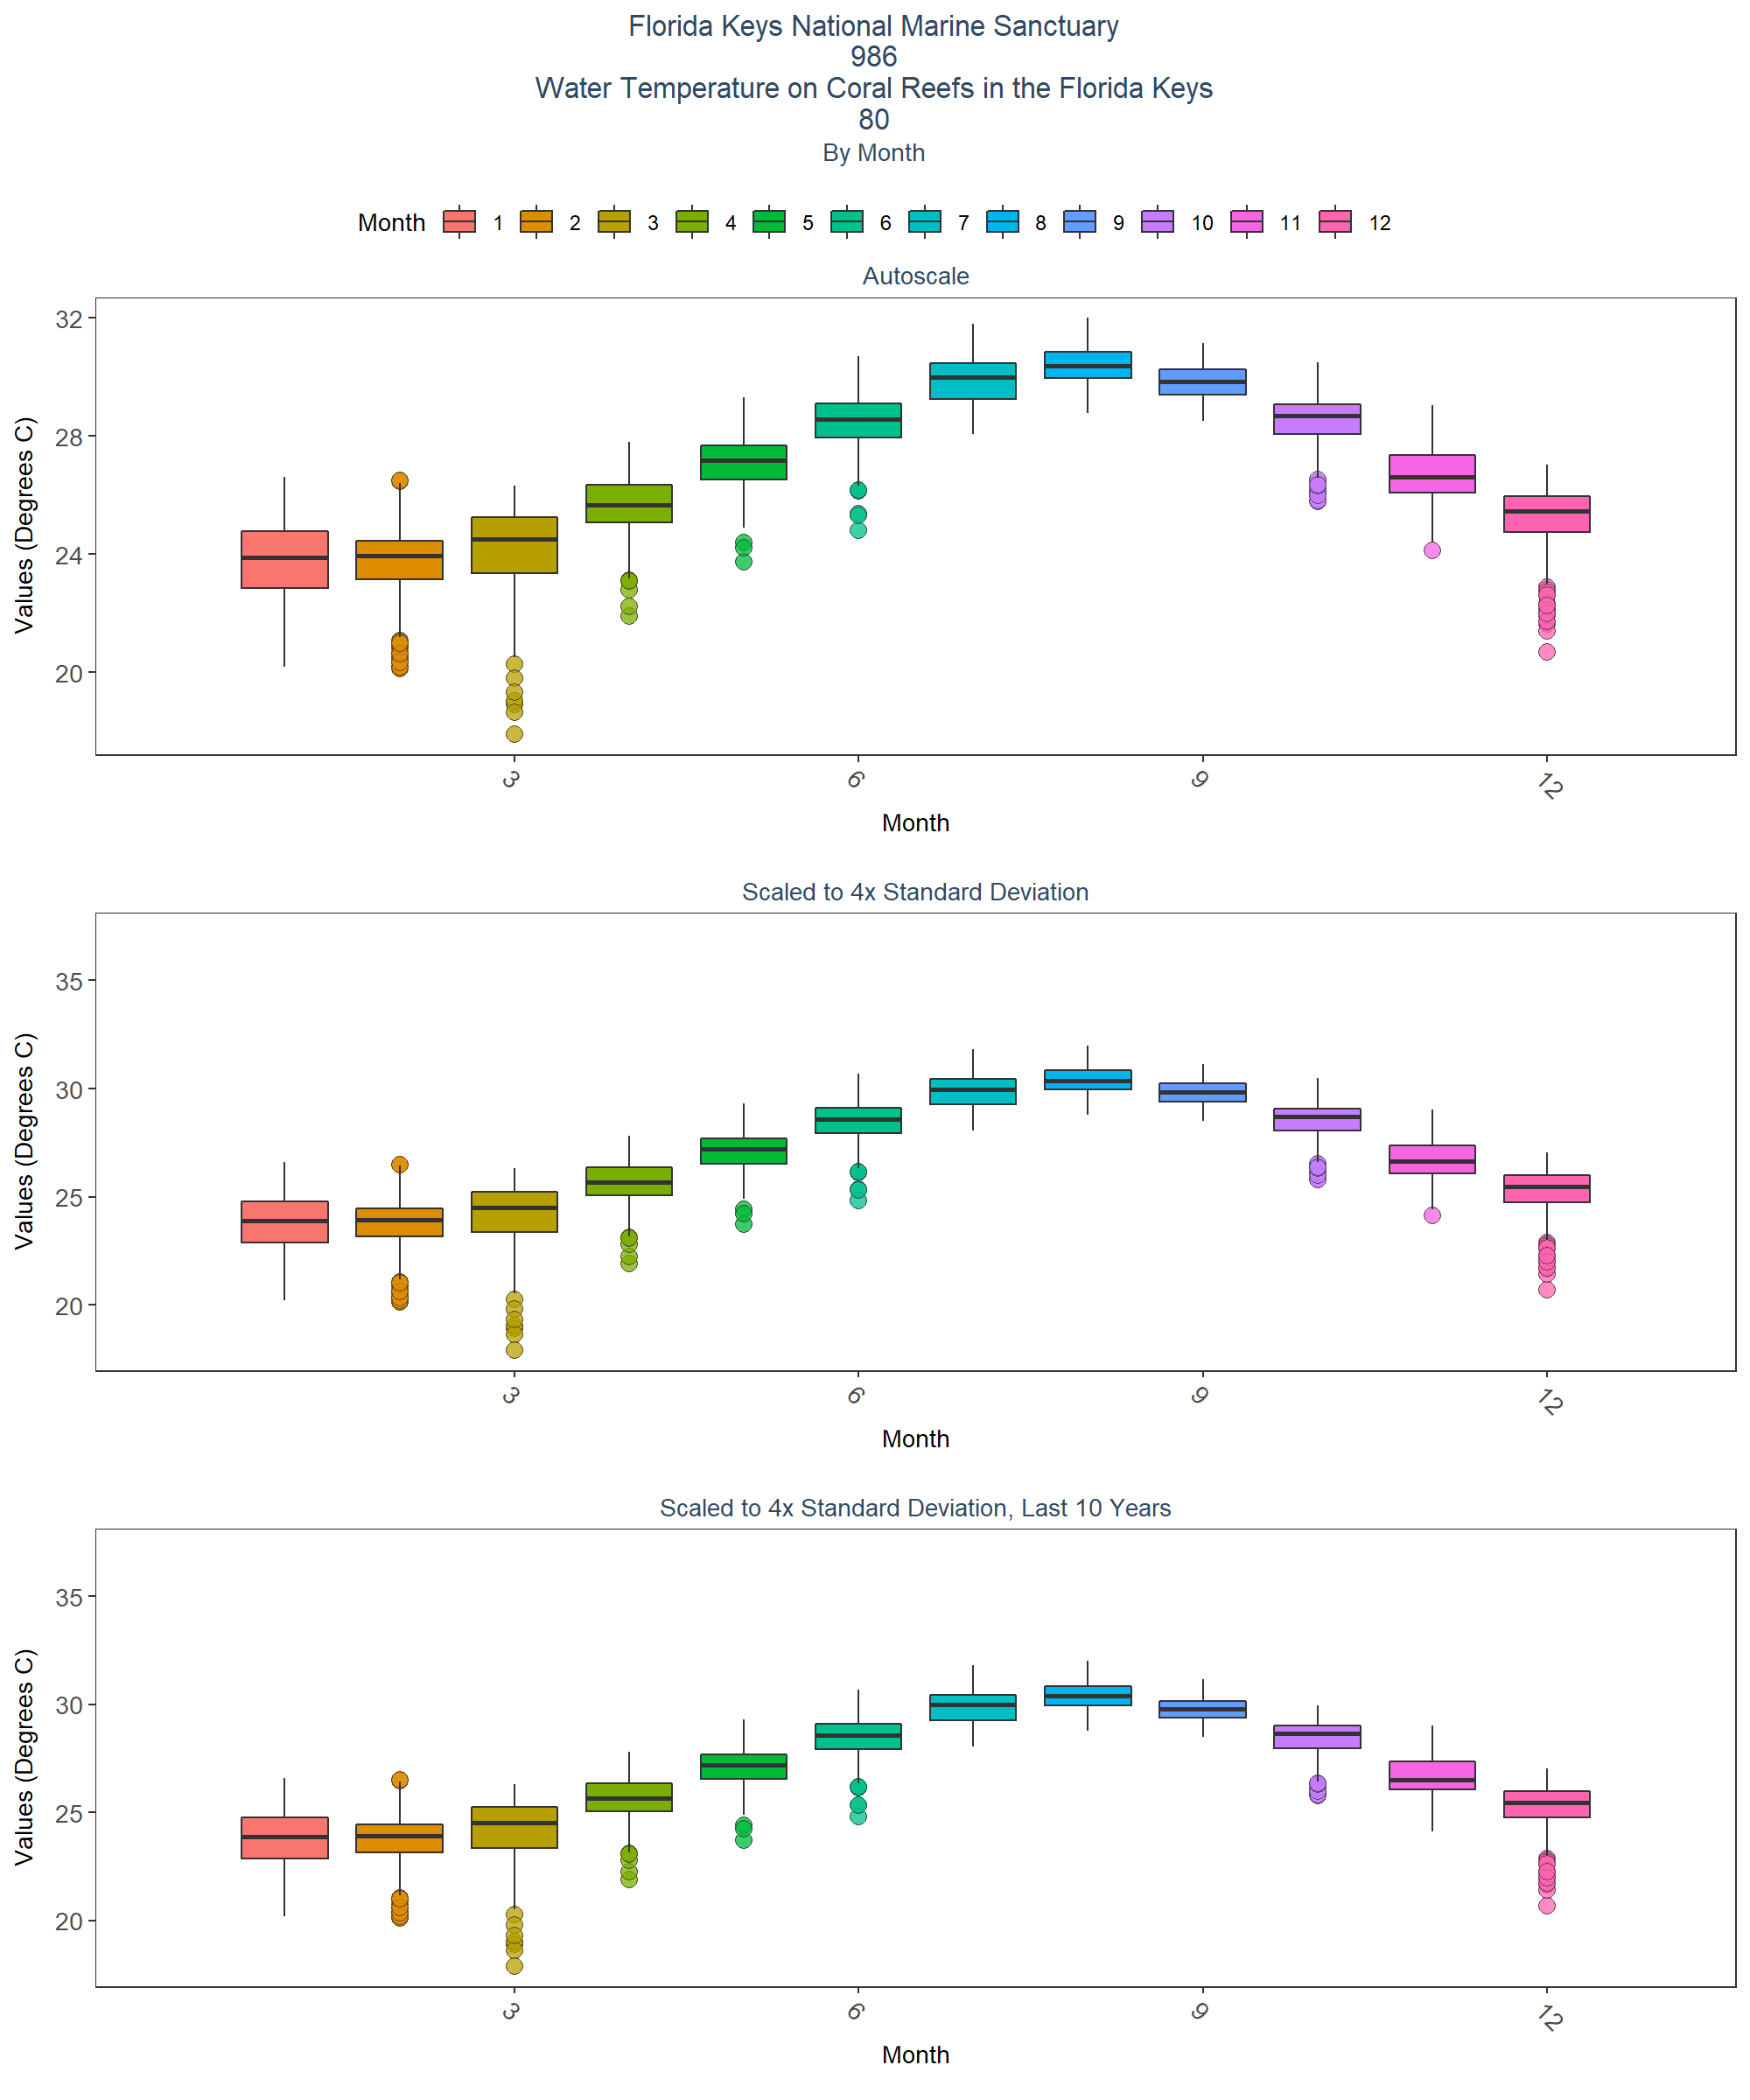 Florida Keys National Marine Sanctuary
986
Water Temperature on Coral Reefs in the Florida Keys
80
By Month
Month 1 2 3 4 5 6 7 8 9 10 11 12
Autoscale
Values (Degrees C)
32
28
24
20
3 6 9 12
Month
Scaled to 4x Standard Deviation
Values (Degrees C)
35
30
25
20
3 6 9 12
Month
Scaled to 4x Standard Deviation, Last 10 Years
Values (Degrees C)
35
30
25
20
3 6 9 12
Month